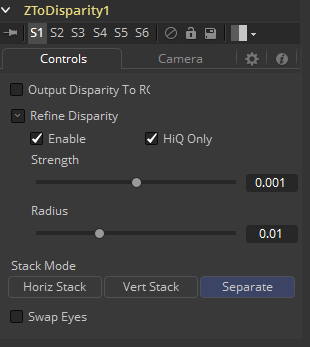 ZToDisparity1
S1 S2 S3 S4 S5 S6
Controls Camera
Output Disparity To RC
Refine Disparity
Enable HiQ Only
Strength
0.001
Radius
0.01
Stack Mode
Horiz Stack Vert Stack Separate
Swap Eyes